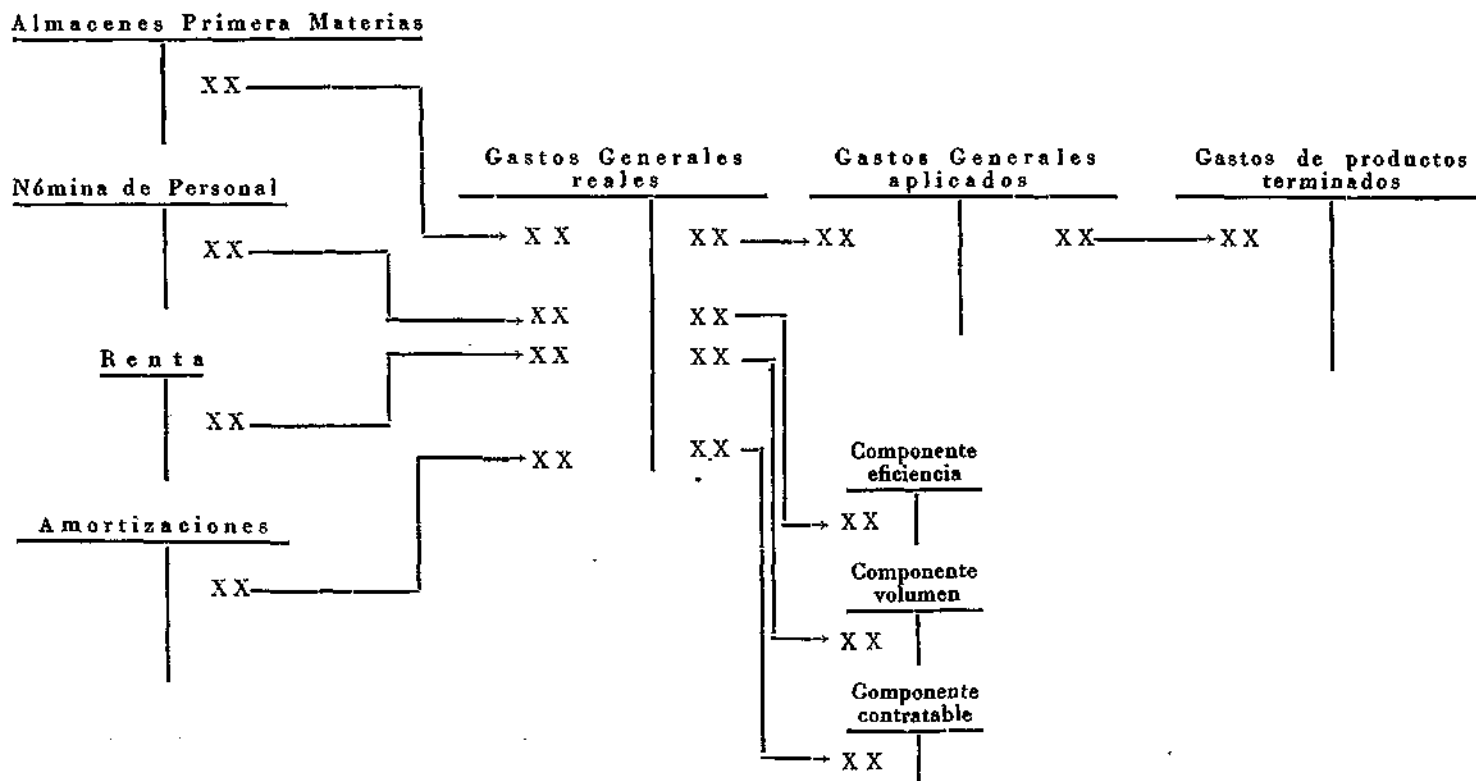 Almacenes Primera Materias
XX
Gastos Generales
reales
Gastos Generales
aplicados
Gastos de productos
terminados
Nómina de Personal
XX
XX
XX
XX
XX
XX
XX
XX
Renta
XX
XX
XX
XX
XX
Componente
eficiencia
XX
Amortizaciones
XX
Componente
volumen
XX
Componente
contratable
XX